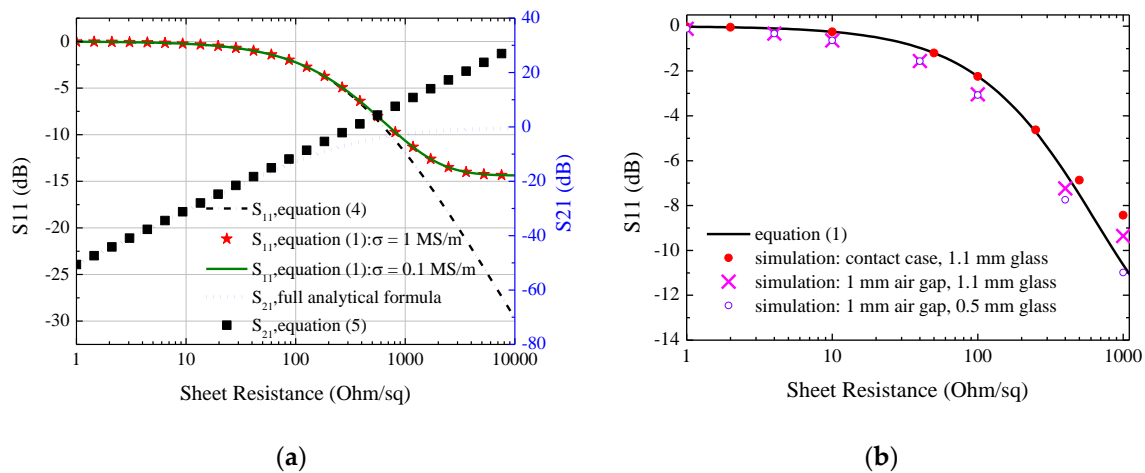 0
-5
-10
-15
-20
-25
-30
S11 (dB)
40
20
0
-20
-40
-60
-80
S21 (dB)
S11,equation (4)
S11,equation (1):σ = 1 MS/m
S11,equation (1):σ = 0.1 MS/m
S21,full analytical formula
S21,equation (5)
1 10 100 1000 10000
Sheet Resistance (Ohm/sq)
(a)
0
-2
-4
-6
-8
-10
-12
-14
S11 (dB)
equation (1)
simulation: contact case, 1.1 mm glass
simulation: 1 mm air gap, 1.1 mm glass
simulation: 1 mm air gap, 0.5 mm glass
1 10 100 1000
Sheet Resistance (Ohm/sq)
(b)